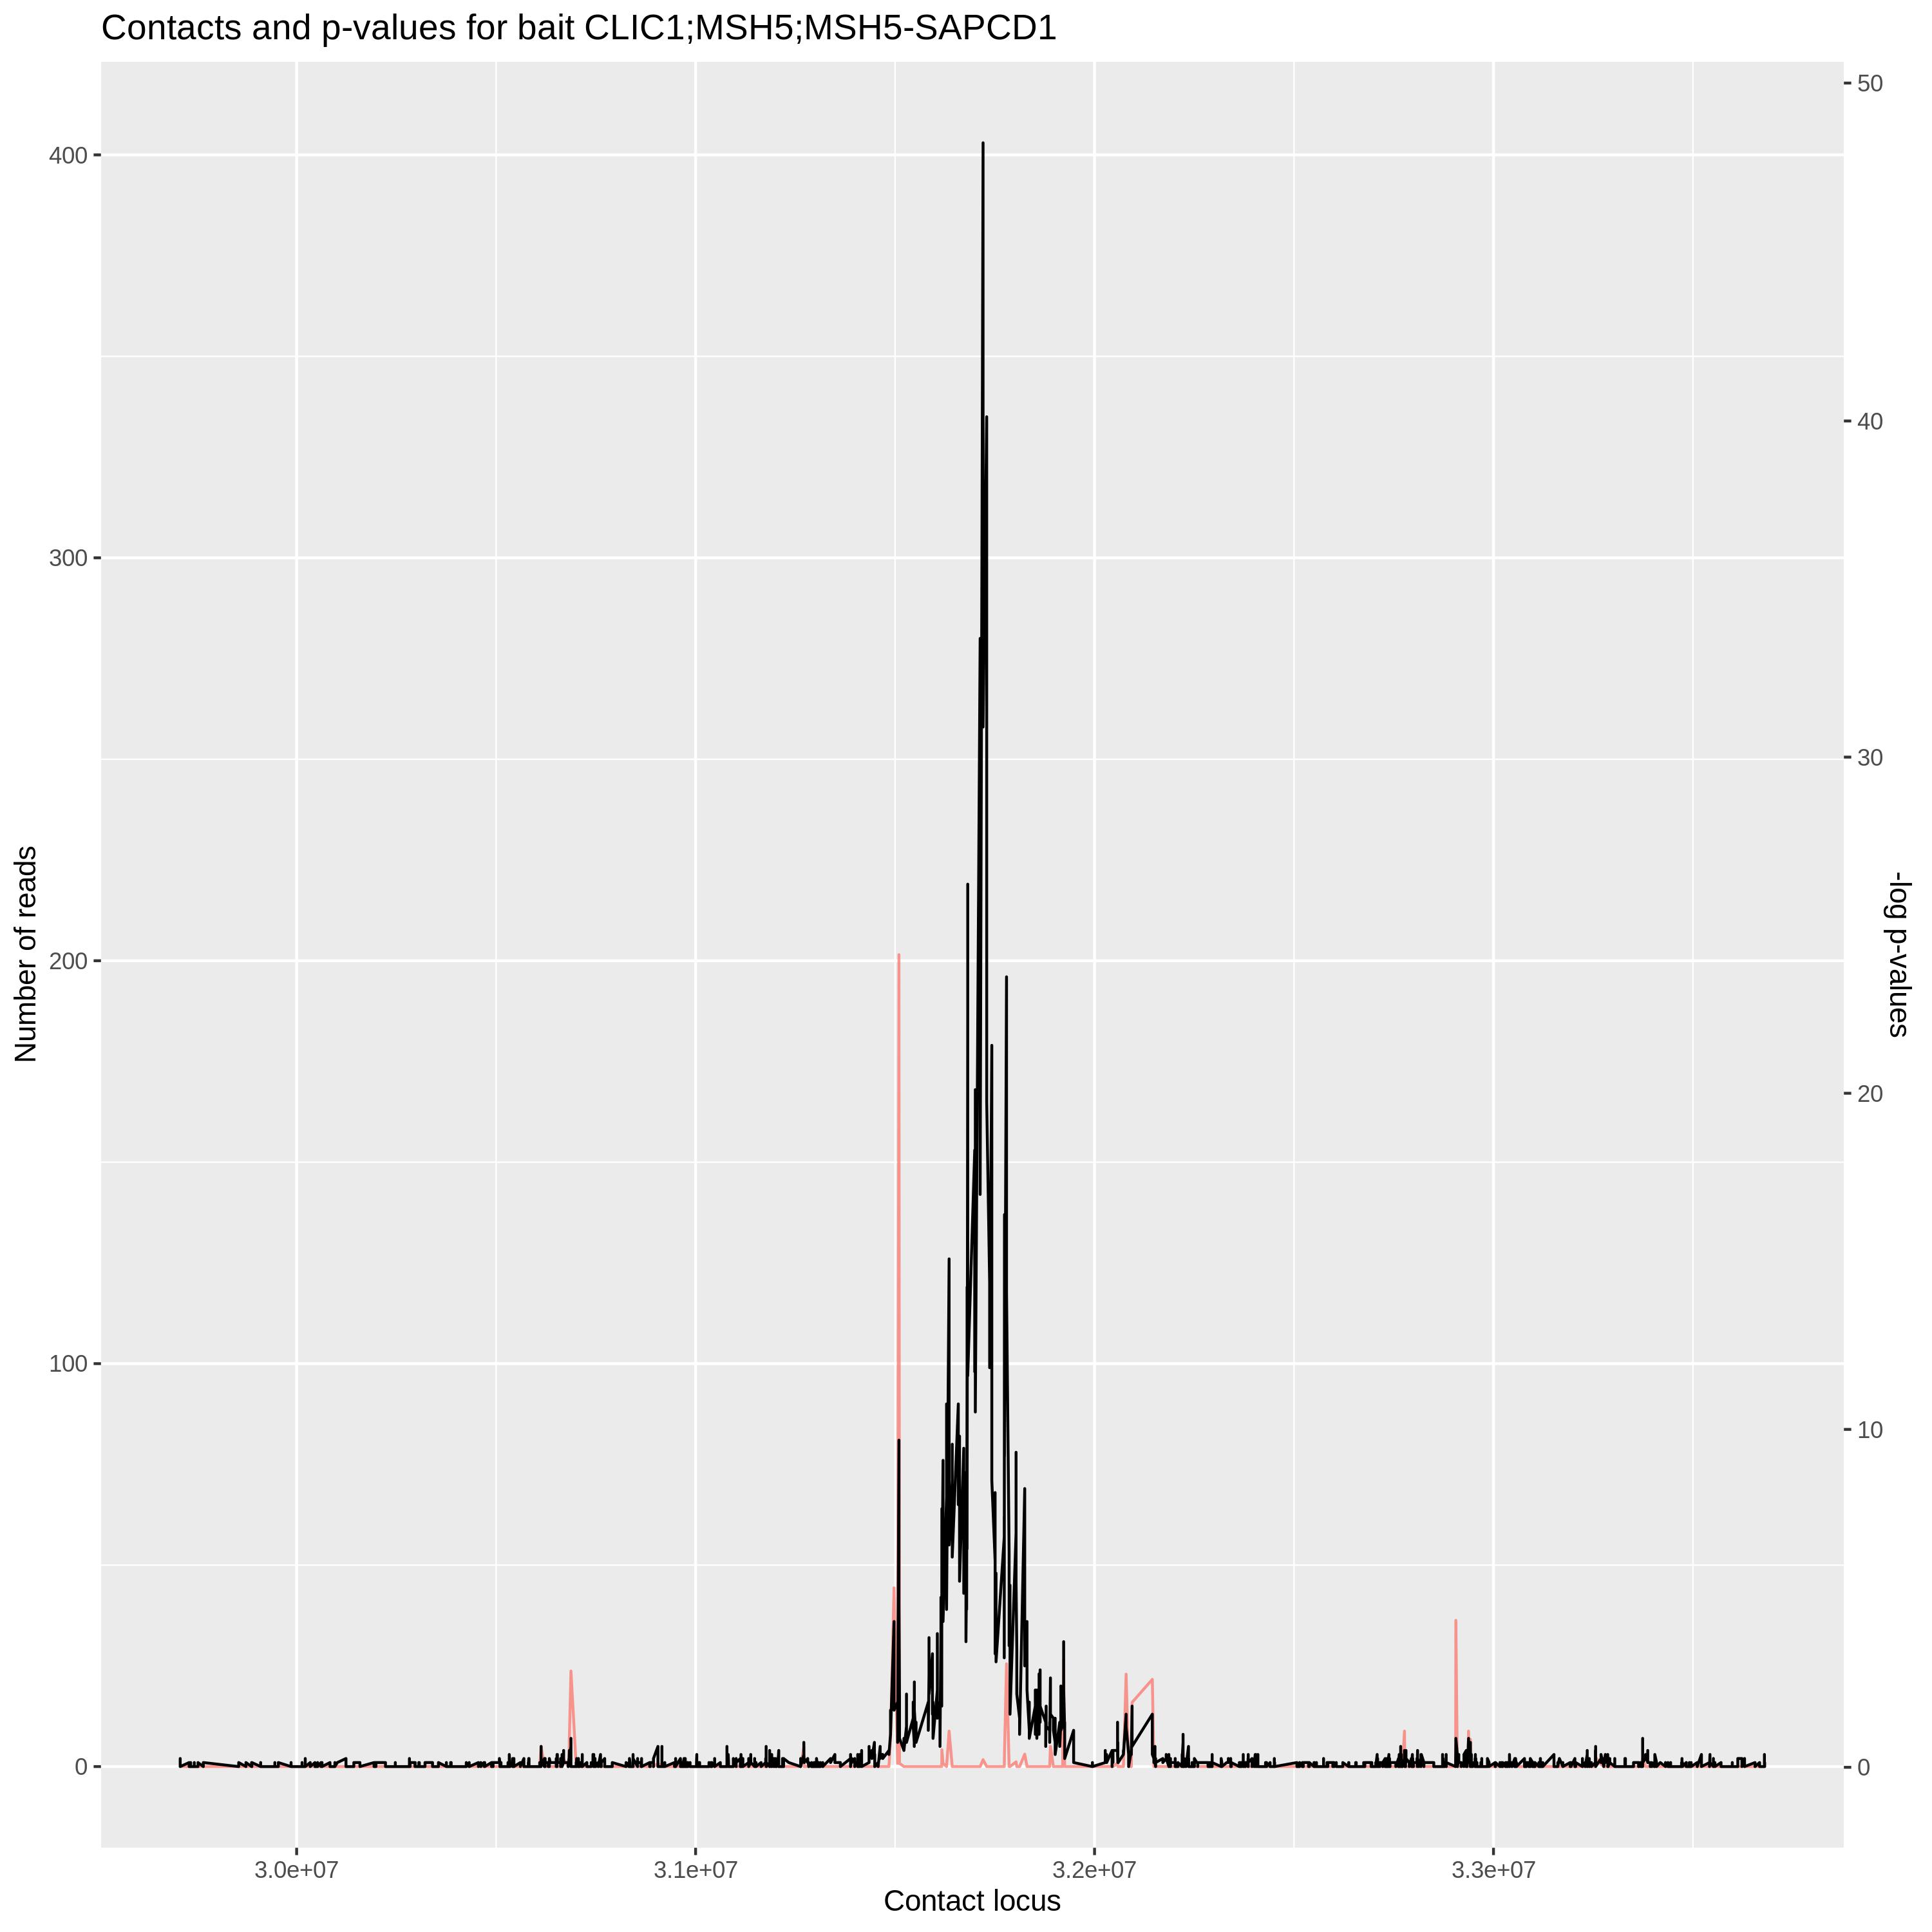 Contacts and p-values for bait CLIC1;MSH5;MSH5-SAPCD1
50
400
40
300
30
Number of reads
-log p-values
200
20
100
10
0
0
3.0e+07
3.1e+07
3.2e+07
3.3e+07
Contact locus